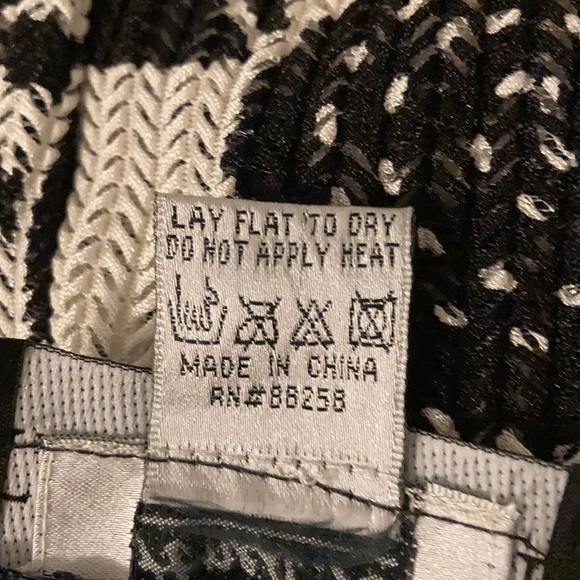 LAY FLAT TO DRY
DO NOT APPLY HEAT
MADE IN CHINA
RN#88258